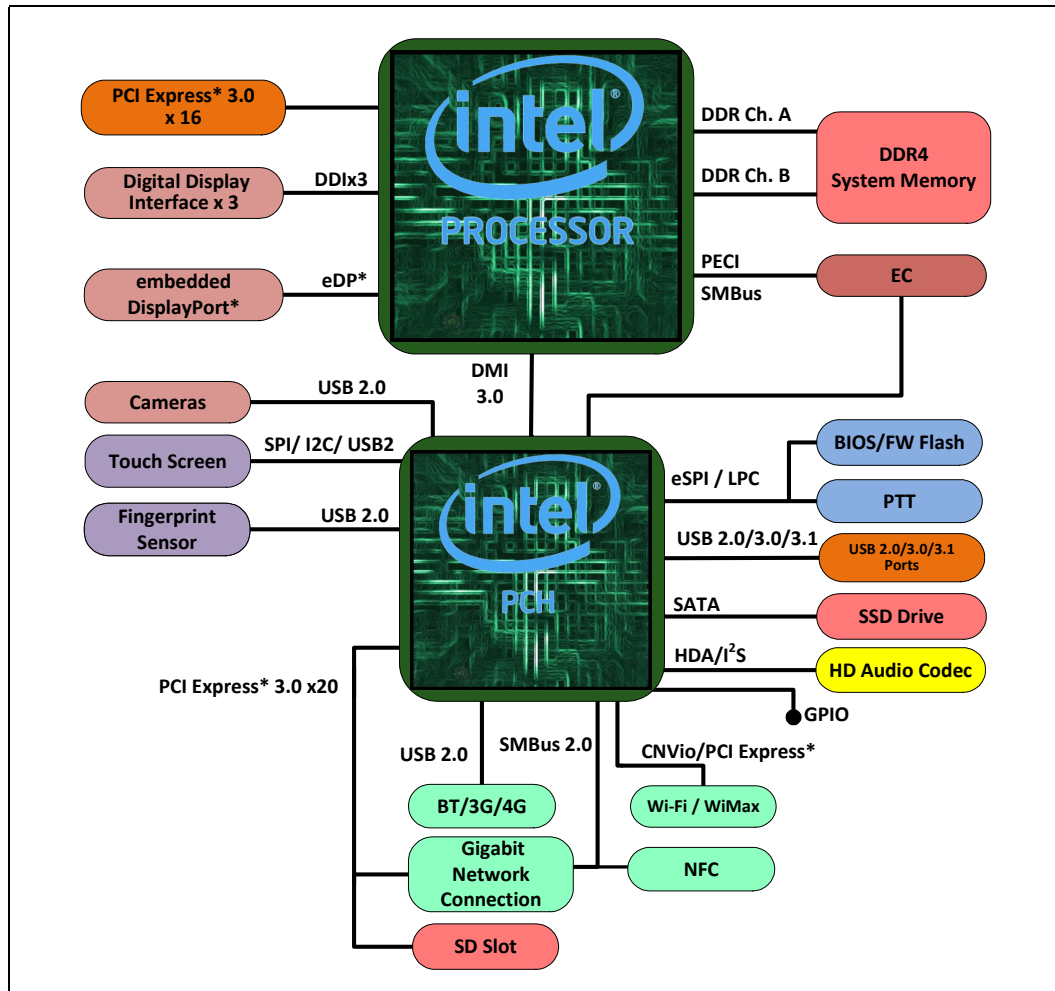 PCI Express* 3.0
x 16
Digital Display
Interface x 3
DDIx3
embedded
DisplayPort*
eDP*
intel®
PROCESSOR
DDR Ch. A
DDR Ch. B
DDR4
System Memory
PECI
SMBus
EC
DMI
3.0
Cameras
USB 2.0
Touch Screen
SPI/ I2C/ USB2
Fingerprint
Sensor
USB 2.0
intel®
PCH
eSPI / LPC
BIOS/FW Flash
PTT
USB 2.0/3.0/3.1
USB 2.0/3.0/3.1
Ports
SATA
SSD Drive
HDA/I²S
HD Audio Codec
GPIO
PCI Express* 3.0 x20
USB 2.0
SMBus 2.0
CNVio/PCI Express*
BT/3G/4G
Wi-Fi / WiMax
Gigabit
Network
Connection
NFC
SD Slot